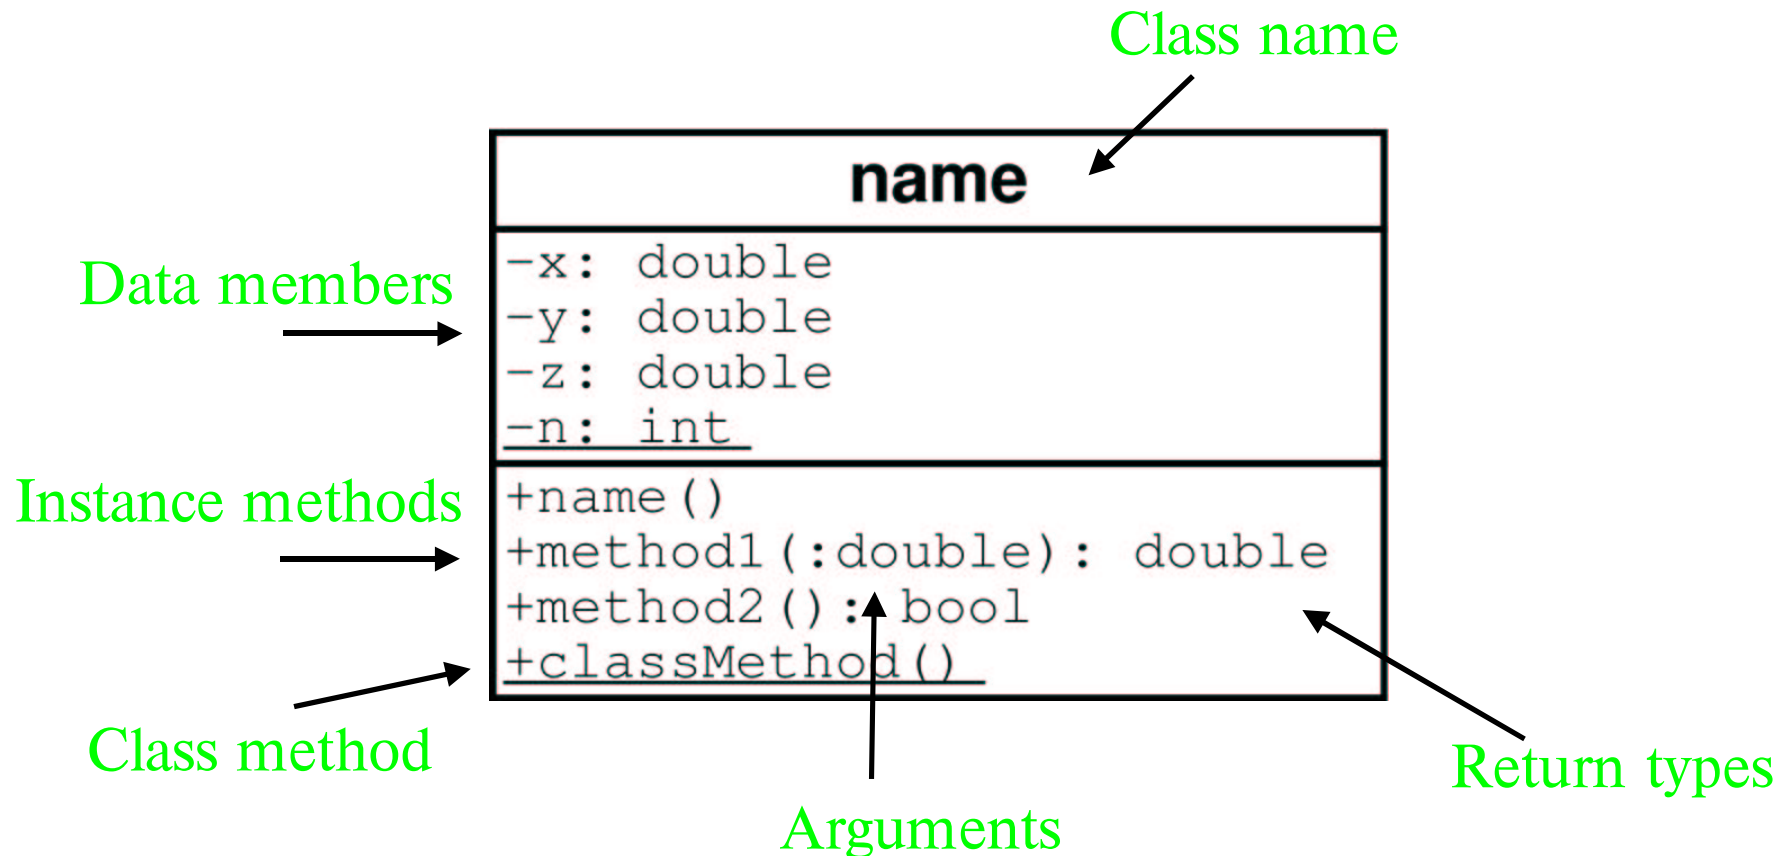 Class name
name
Data members
-x: double
-y: double
-z: double
-n: int
Instance methods
+name()
+method1(:double): double
+method2(): bool
+classMethod()
Class method
Return types
Arguments